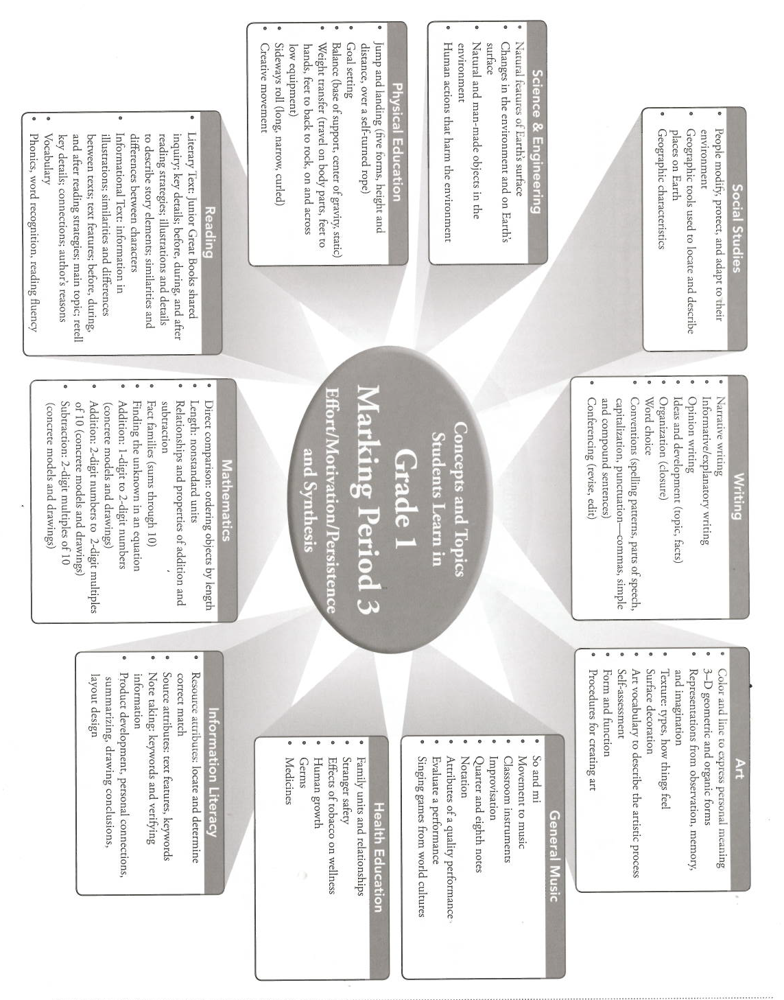 Concepts and Topics
Students Learn in
Grade 1
Marking Period 3
Effort/Motivation/Persistence
and Synthesis
Social Studies
• People modify, protect, and adapt to their
environment
• Geographic tools used to locate and describe
places on Earth
• Geographic characteristics
Writing
• Narrative writing
• Informative/explanatory writing
• Opinion writing
• Ideas and development (topic, facts)
• Organization (closure)
• Word choice
• Conventions (spelling patterns, parts of speech,
capitalization, punctuation—commas, simple
and compound sentences)
• Conferencing (revise, edit)
Art
• Color and line to express personal meaning
• 3–D geometric and organic forms
• Representations from observation, memory,
and imagination
• Texture: types, how things feel
• Surface decoration
• Art vocabulary to describe the artistic process
• Self-assessment
• Form and function
• Procedures for creating art
Science & Engineering
• Natural features of Earth's surface
• Changes in the environment and on Earth's
surface
• Natural and man-made objects in the
environment
• Human actions that harm the environment
General Music
• So and mi
• Movement to music
• Classroom instruments
• Improvisation
• Quarter and eighth notes
• Notation
• Attributes of a quality performance
• Evaluate a performance
• Singing games from world cultures
Physical Education
• Jump and landing (five forms, height and
distance, over a self-turned rope)
• Goal setting
• Balance (base of support, center of gravity, static)
• Weight transfer (travel on body parts, feet to
hands, feet to back to rock, on and across
low equipment)
• Sideways roll (long, narrow, curled)
• Creative movement
Health Education
• Family units and relationships
• Stranger safety
• Effects of tobacco on wellness
• Human growth
• Germs
• Medicines
Reading
• Literary Text: Junior Great Books shared
inquiry; key details; before, during, and after
reading strategies; illustrations and details
to describe story elements; similarities and
differences between characters
• Informational Text: information in
illustrations; similarities and differences
between texts; text features; before, during,
and after reading strategies; main topic; retell
key details; connections; author's reasons
• Vocabulary
• Phonics, word recognition, reading fluency
Mathematics
• Direct comparison: ordering objects by length
• Length: nonstandard units
• Relationships and properties of addition and
subtraction
• Fact families (sums through 10)
• Finding the unknown in an equation
• Addition: 1-digit to 2-digit numbers
(concrete models and drawings)
• Addition: 2-digit numbers to 2-digit multiples
of 10 (concrete models and drawings)
• Subtraction: 2-digit multiples of 10
(concrete models and drawings)
Information Literacy
• Resource attributes: locate and determine
correct match
• Source attributes: text features, keywords
• Note taking: keywords and verifying
information
• Product development, personal connections,
summarizing, drawing conclusions,
layout design